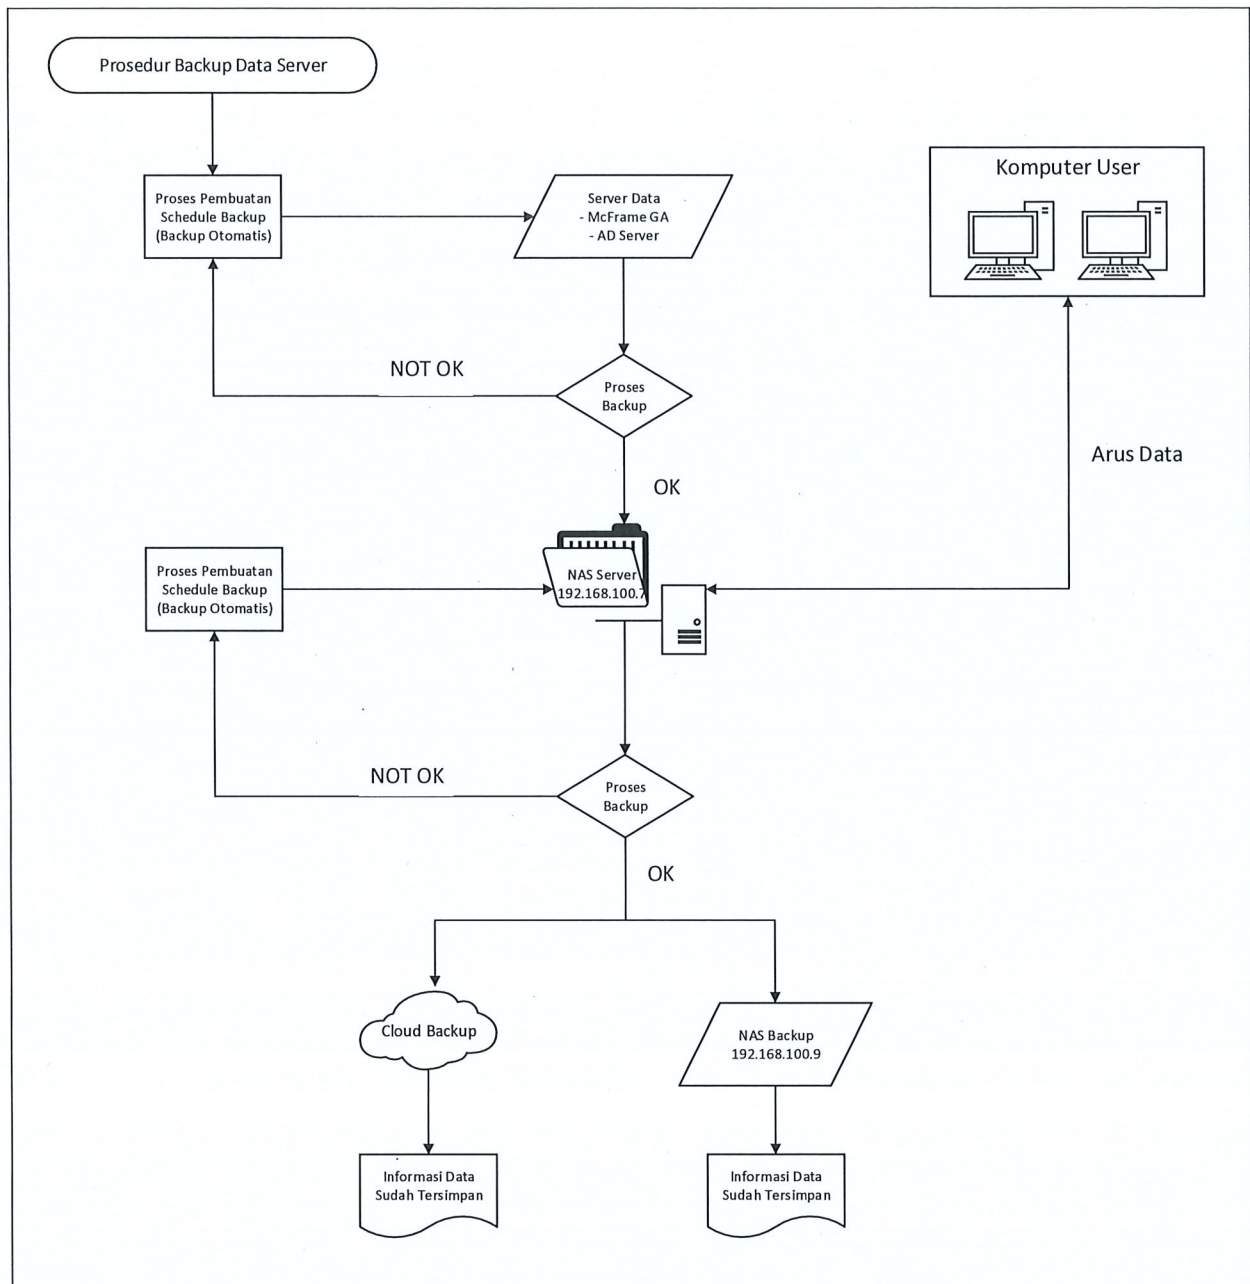 Prosedur Backup Data Server
Komputer User
Proses Pembuatan
Schedule Backup
(Backup Otomatis)
Server Data
- McFrame GA
- AD Server
NOT OK
Proses
Backup
Arus Data
OK
Proses Pembuatan
Schedule Backup
(Backup Otomatis)
NAS Server
192.168.100.7
NOT OK
Proses
Backup
OK
Cloud Backup
NAS Backup
192.168.100.9
Informasi Data
Sudah Tersimpan
Informasi Data
Sudah Tersimpan